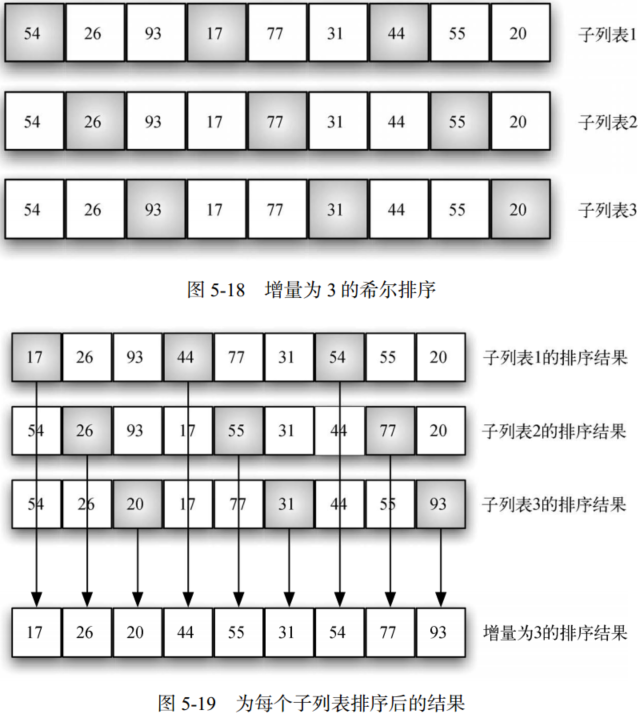 54 26 93 17 77 31 44 55 20 子列表1
54 26 93 17 77 31 44 55 20 子列表2
54 26 93 17 77 31 44 55 20 子列表3
图 5-18 增量为 3 的希尔排序
17 26 93 44 77 31 54 55 20 子列表1的排序结果
54 26 93 17 55 31 44 77 20 子列表2的排序结果
54 26 20 17 77 31 44 55 93 子列表3的排序结果
17 26 20 44 55 31 54 77 93 增量为3的排序结果
图 5-19 为每个子列表排序后的结果